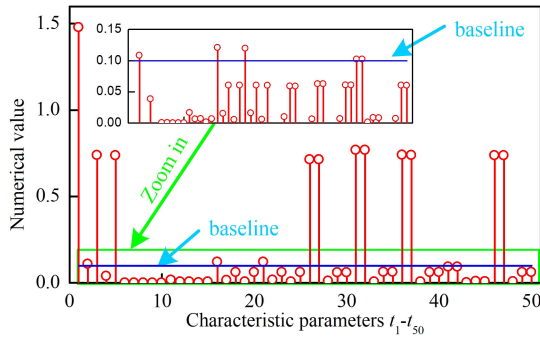 1.5
1.0
0.5
0.0
Numerical value
0.15
0.10
0.05
0.00
baseline
Zoom in
baseline
0 10 20 30 40 50
Characteristic parameters t₁-t₅₀